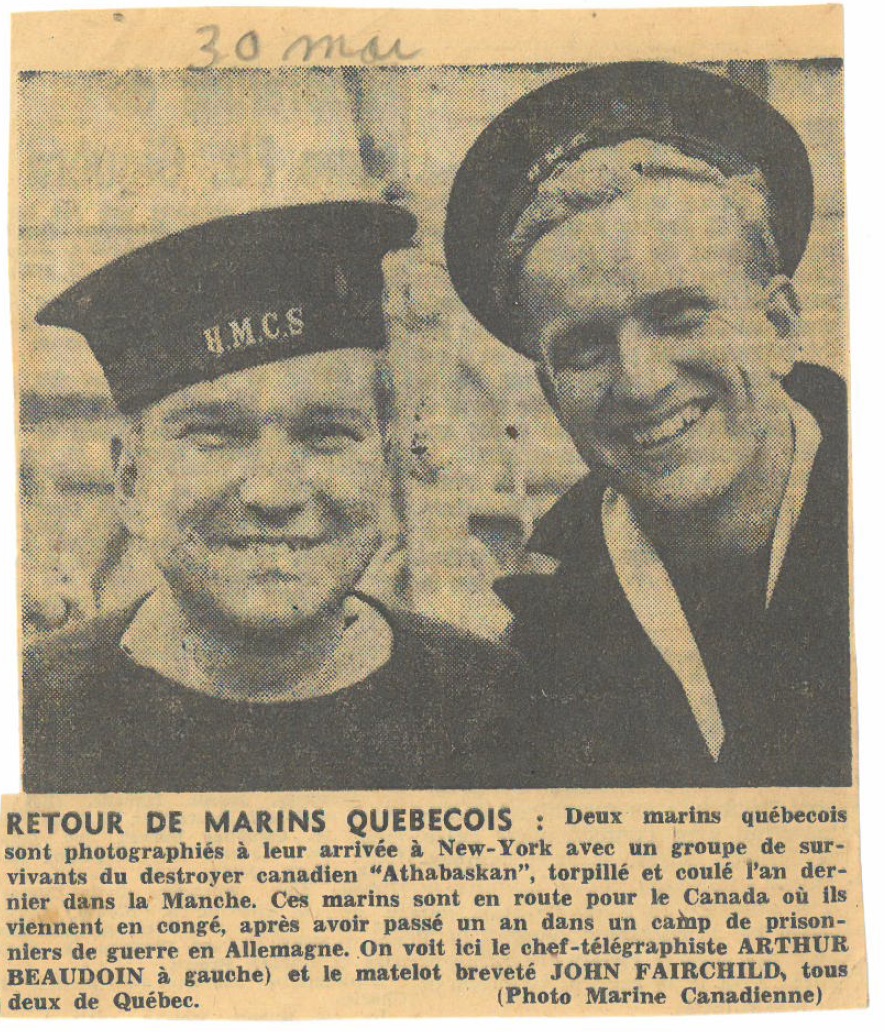 30 mai
H.M.C.S
H.M.C.
RETOUR DE MARINS QUEBECOIS : Deux marins québecois
sont photographiés à leur arrivée à New-York avec un groupe de sur-
vivants du destroyer canadien "Athabaskan", torpillé et coulé l'an der-
nier dans la Manche. Ces marins sont en route pour le Canada où ils
viennent en congé, après avoir passé un an dans un camp de prison-
niers de guerre en Allemagne. On voit ici le chef-télégraphiste ARTHUR
BEAUDOIN à gauche) et le matelot breveté JOHN FAIRCHILD, tous
deux de Québec. (Photo Marine Canadienne)